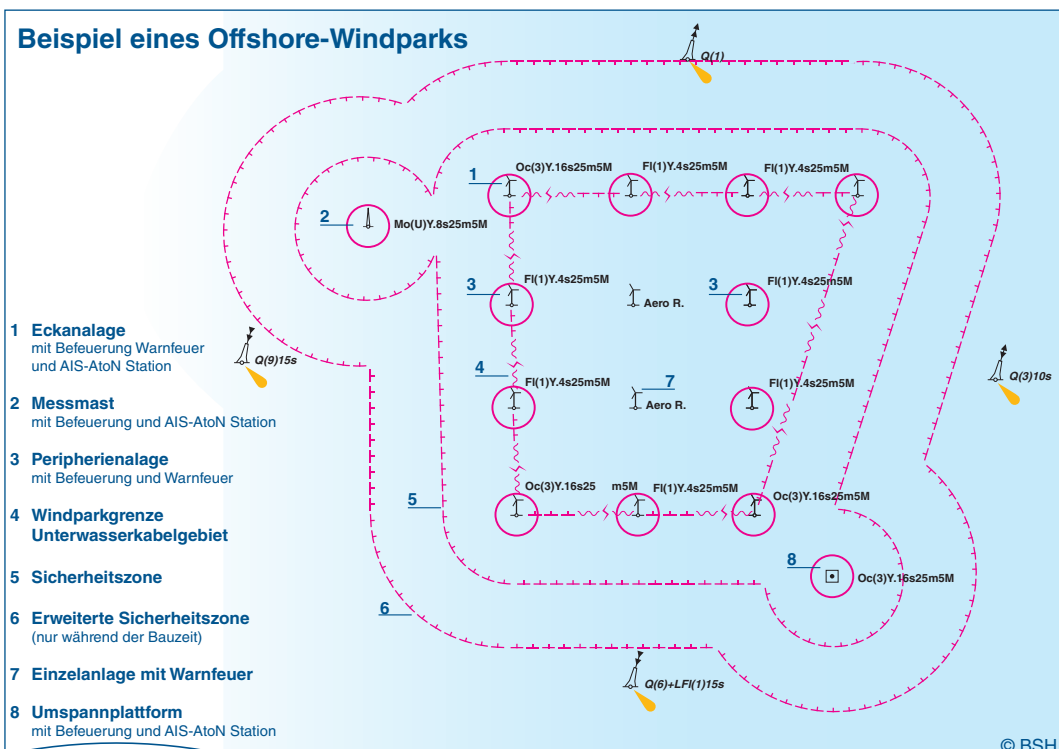 Beispiel eines Offshore-Windparks
Q(1)
1
Oc(3)Y.16s25m5M
Fl(1)Y.4s25m5M
Fl(1)Y.4s25m5M
2
Mo(U)Y.8s25m5M
3
Fl(1)Y.4s25m5M
Aero R.
3
Fl(1)Y.4s25m5M
Q(9)15s
Q(3)10s
4
Fl(1)Y.4s25m5M
7
Aero R.
Fl(1)Y.4s25m5M
5
Oc(3)Y.16s25 m5M
Fl(1)Y.4s25m5M
Oc(3)Y.16s25m5M
8
Oc(3)Y.16s25m5M
6
Q(6)+LFl(1)15s
1 Eckanalage
mit Befeuerung Warnfeuer
und AIS-AtoN Station
2 Messmast
mit Befeuerung und AIS-AtoN Station
3 Peripherienalage
mit Befeuerung und Warnfeuer
4 Windparkgrenze
Unterwasserkabelgebiet
5 Sicherheitszone
6 Erweiterte Sicherheitszone
(nur während der Bauzeit)
7 Einzelanlage mit Warnfeuer
8 Umspannplattform
mit Befeuerung und AIS-AtoN Station
© BSH